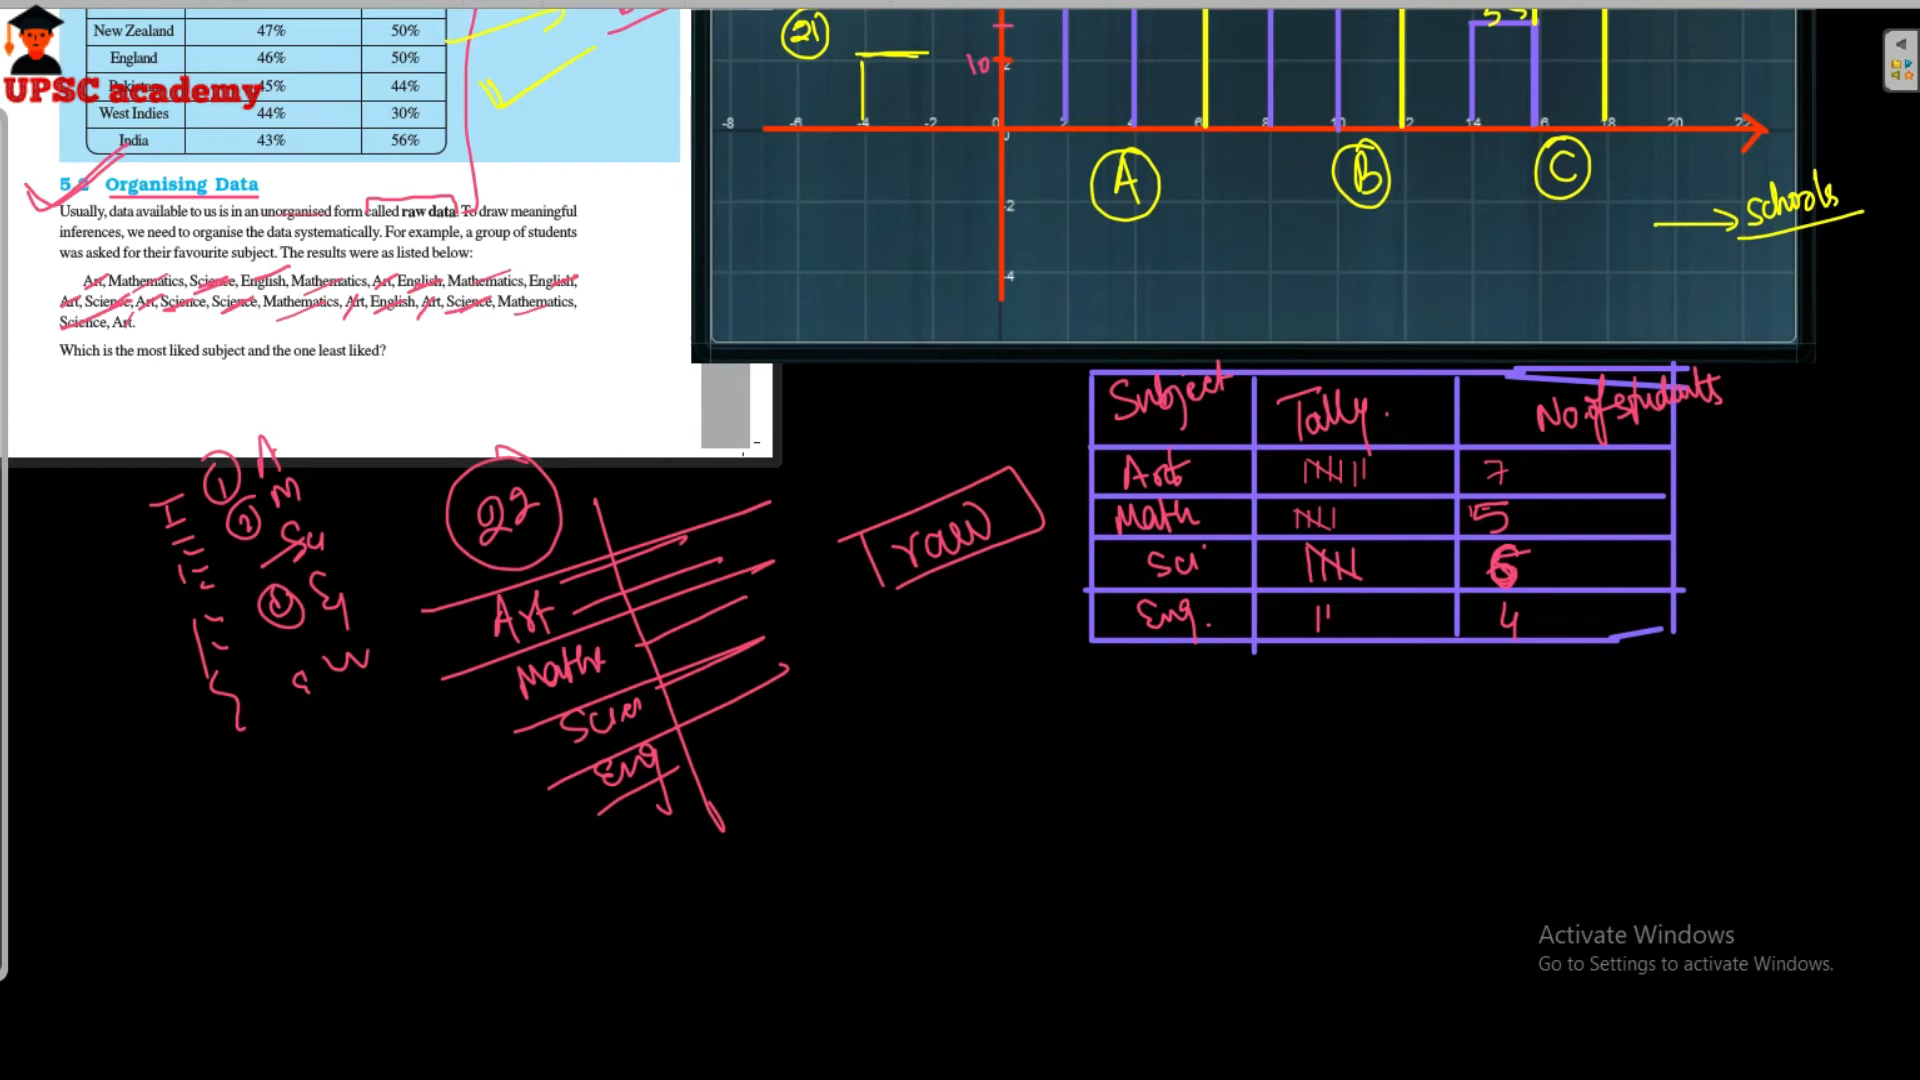 New Zealand 47% 50%
England 46% 50%
Pakistan 45% 44%
UPSC academy
West Indies 44% 30%
India 43% 56%
5.2 Organising Data
Usually, data available to us is in an unorganised form called raw data. To draw meaningful
inferences, we need to organise the data systematically. For example, a group of students
was asked for their favourite subject. The results were as listed below:
Art, Mathematics, Science, English, Mathematics, Art, English, Mathematics, English,
Art, Science, Art, Science, Science, Mathematics, Art, English, Art, Science, Mathematics,
Science, Art.
Which is the most liked subject and the one least liked?
21
10 2
-8 -6 -4 -2 0 2 4 6 8 10 12 14 16 18 20 22
A B C
-2
schools
-4
Subject Tally. No of students
Art 7
Math 5
Sci
Eng. 4
1 A
2 M
22
raw
Art
Math
Scien
Eng
Activate Windows
Go to Settings to activate Windows.